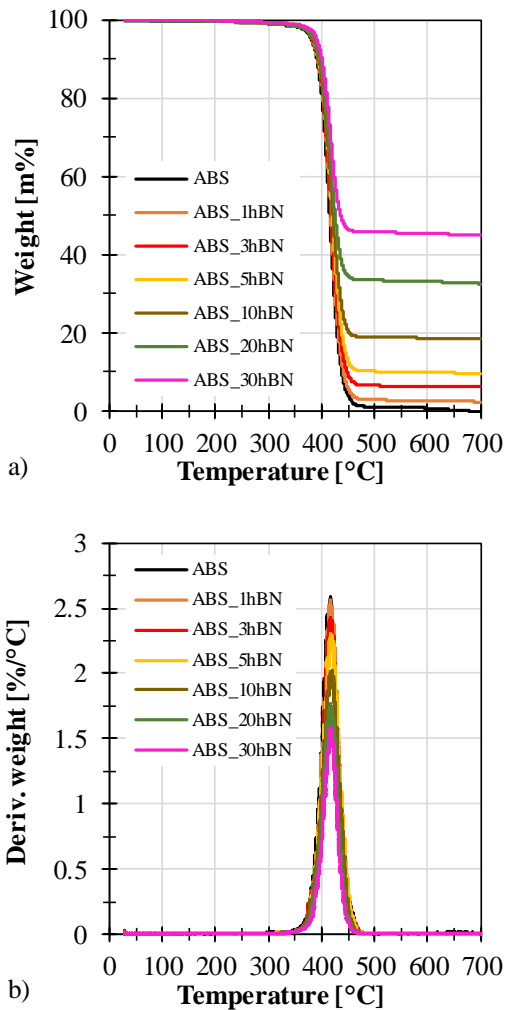 100
80
60
40
20
0
Weight [m%]
ABS
ABS_1hBN
ABS_3hBN
ABS_5hBN
ABS_10hBN
ABS_20hBN
ABS_30hBN
0 100 200 300 400 500 600 700
a) Temperature [°C]
3
2.5
2
1.5
1
0.5
0
Deriv. weight [%/°C]
ABS
ABS_1hBN
ABS_3hBN
ABS_5hBN
ABS_10hBN
ABS_20hBN
ABS_30hBN
0 100 200 300 400 500 600 700
b) Temperature [°C]